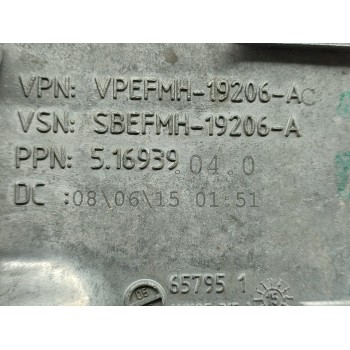 VPN: VPEFMH-19206-AC
VSN: SBEFMH-19206-A
PPN: 5.16939.04.0
DC : 08\06\15 01:51
65795 1
15